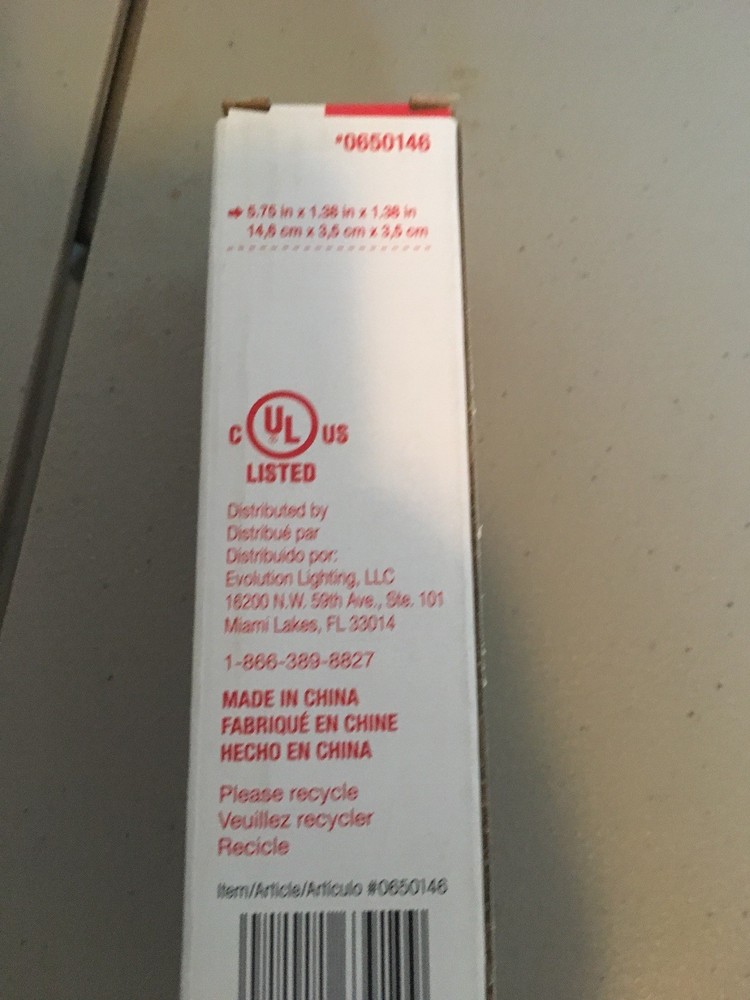 #0650146
5.75 in x 1.38 in x 1.38 in
14,6 cm x 3,5 cm x 3,5 cm
C UL® US
LISTED
Distributed by
Distribué par
Distribuido por:
Evolution Lighting, LLC
16200 N.W. 59th Ave., Ste. 101
Miami Lakes, FL 33014
1-866-389-8827
MADE IN CHINA
FABRIQUÉ EN CHINE
HECHO EN CHINA
Please recycle
Veuillez recycler
Recicle
Item/Article/Artículo #0650146